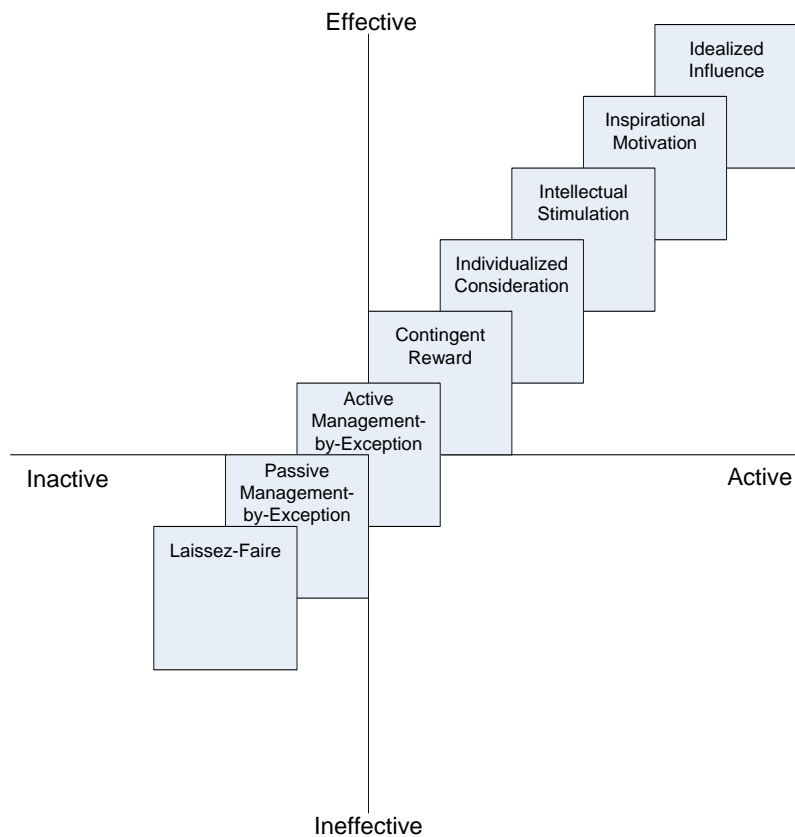 Effective
Idealized
Influence
Inspirational
Motivation
Intellectual
Stimulation
Individualized
Consideration
Contingent
Reward
Active
Management-
by-Exception
Inactive
Active
Passive
Management-
by-Exception
Laissez-Faire
Ineffective